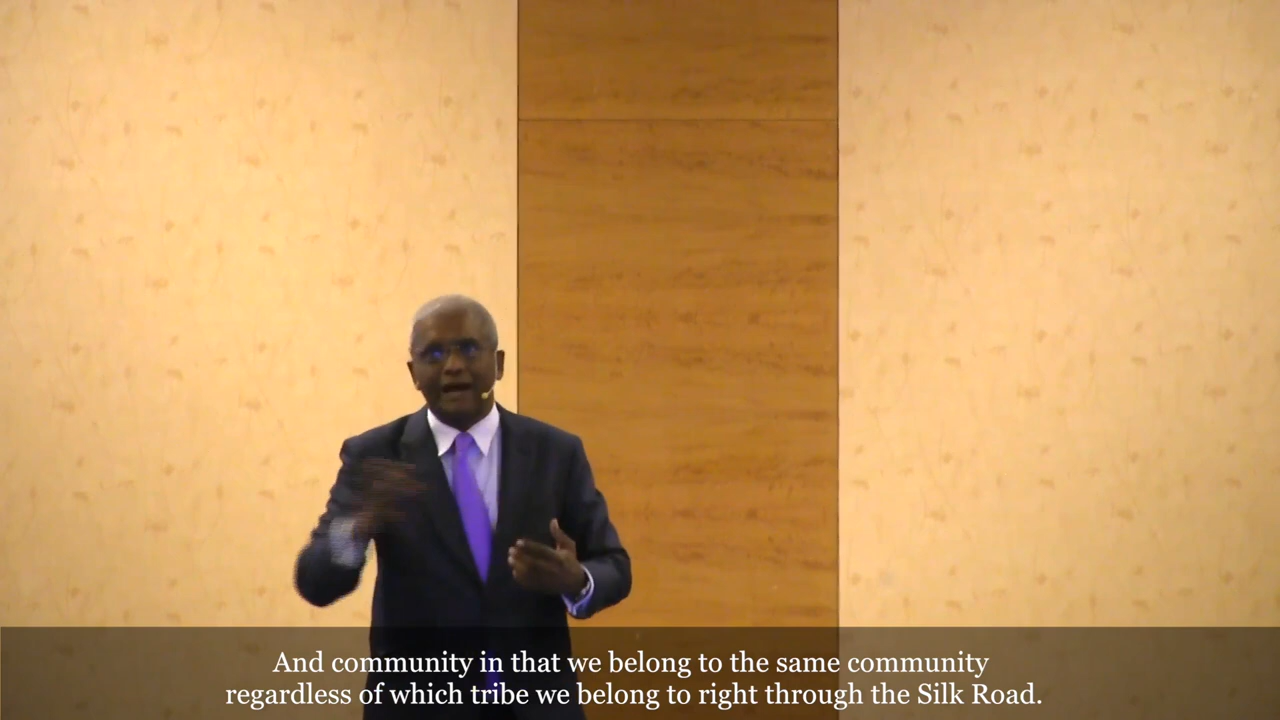 And community in that we belong to the same community
regardless of which tribe we belong to right through the Silk Road.